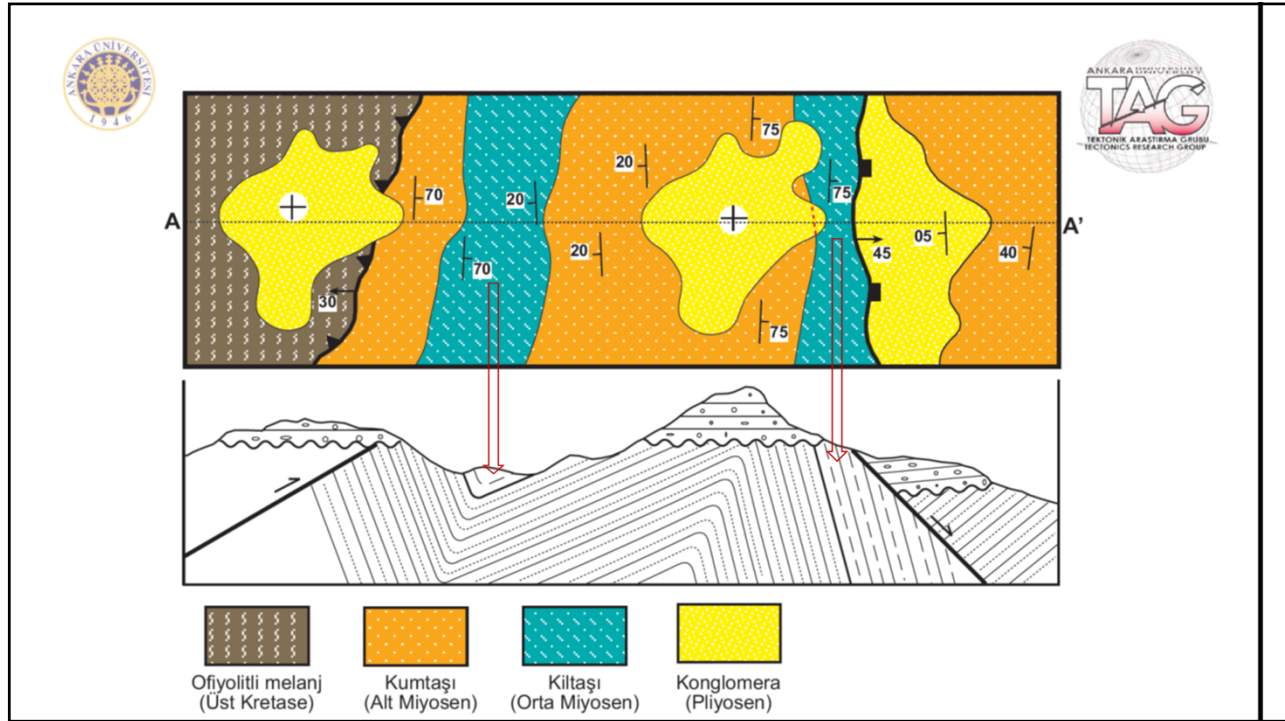 ANKARA ÜNİVERSİTESİ
1946
ANKARA UNIVERSITY
TAG
TEKTONİK ARAŞTIRMA GRUBU
TECTONICS RESEARCH GROUP
75
20
70
20
75
A
A'
20
05
40
70
45
30
75
Ofiyolitli melanj
(Üst Kretase)
Kumtaşı
(Alt Miyosen)
Kiltaşı
(Orta Miyosen)
Konglomera
(Pliyosen)